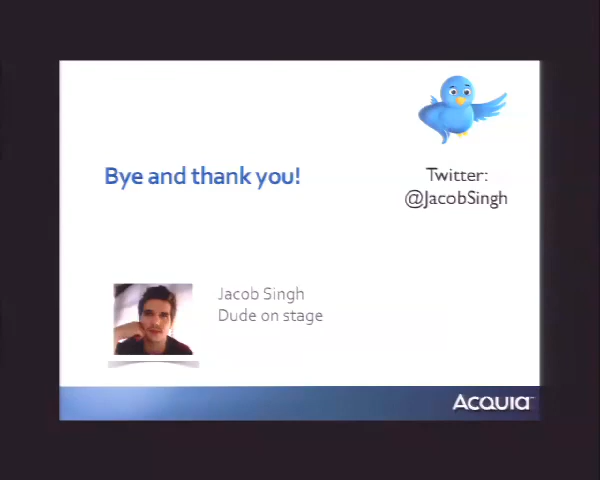 Bye and thank you!
Twitter:
@JacobSingh
Jacob Singh
Dude on stage
ACQUIA